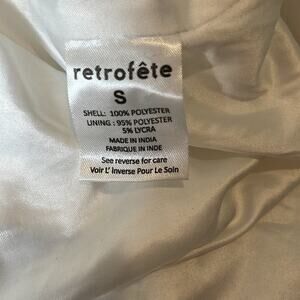 retrofête
S
SHELL: 100% POLYESTER
LINING : 95% POLYESTER
5% LYCRA
MADE IN INDIA
FABRIQUE IN INDE
See reverse for care
Voir L' Inverse Pour Le Soin